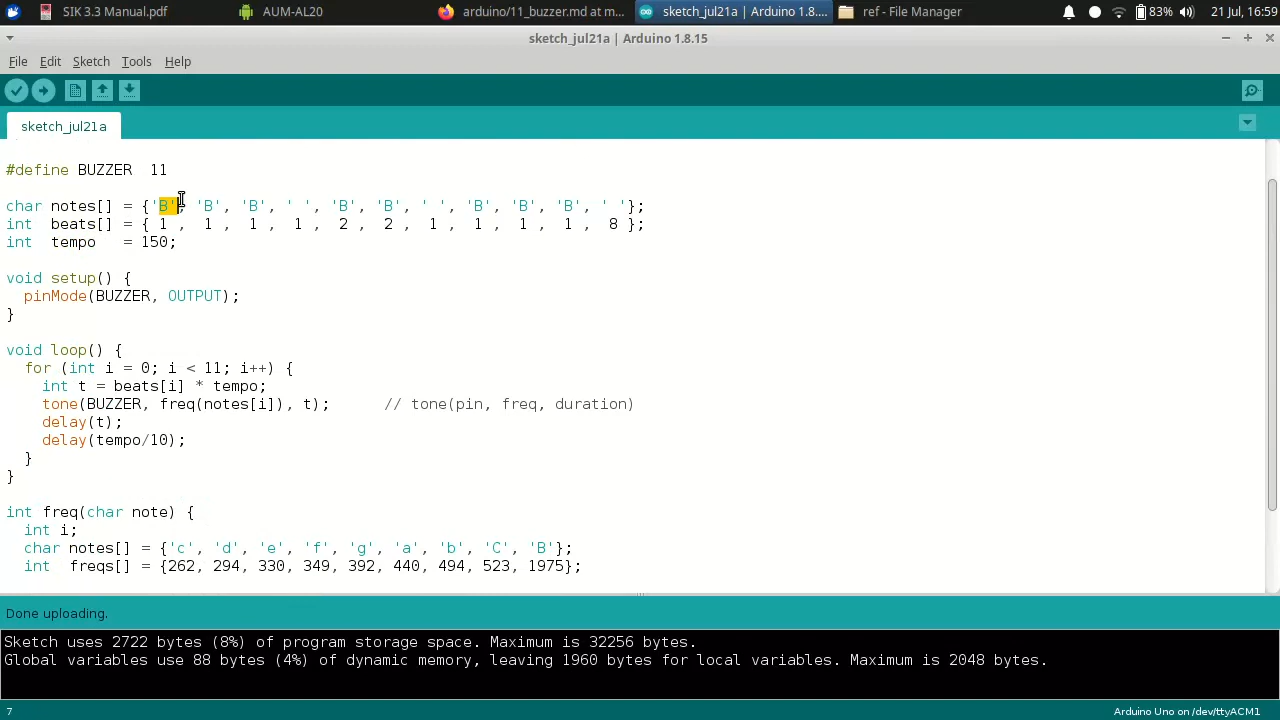 SIK 3.3 Manual.pdf
AUM-AL20
arduino/11_buzzer.md at m...
sketch_jul21a | Arduino 1.8....
ref - File Manager
83%
21 Jul, 16:59
sketch_jul21a | Arduino 1.8.15
File Edit Sketch Tools Help
sketch_jul21a
#define BUZZER  11
char notes[] = {'B', 'B', 'B', ' ', 'B', 'B', ' ', 'B', 'B', 'B', ' '};
int  beats[] = { 1 ,  1 ,  1 ,  1 ,  2 ,  2 ,  1 ,  1 ,  1 ,  1 ,  8 };
int  tempo   = 150;
void setup() {
  pinMode(BUZZER, OUTPUT);
}
void loop() {
  for (int i = 0; i < 11; i++) {
    int t = beats[i] * tempo;
    tone(BUZZER, freq(notes[i]), t);      // tone(pin, freq, duration)
    delay(t);
    delay(tempo/10);
  }
}
int freq(char note) {
  int i;
  char notes[] = {'c', 'd', 'e', 'f', 'g', 'a', 'b', 'C', 'B'};
  int  freqs[] = {262, 294, 330, 349, 392, 440, 494, 523, 1975};
Done uploading.
Sketch uses 2722 bytes (8%) of program storage space. Maximum is 32256 bytes.
Global variables use 88 bytes (4%) of dynamic memory, leaving 1960 bytes for local variables. Maximum is 2048 bytes.
7
Arduino Uno on /dev/ttyACM1